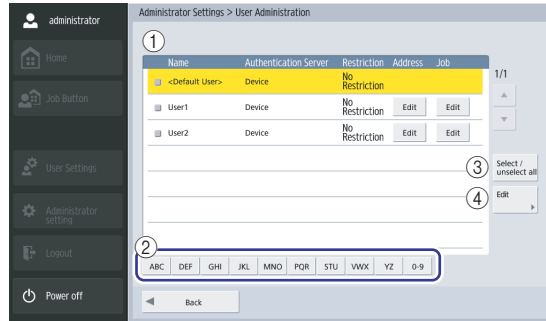 administrator
Administrator Settings > User Administration
Home
Job Button
User Settings
Administrator setting
Logout
Power off
1
Name Authentication Server Restriction Address Job
<Default User> Device No Restriction
User1 Device No Restriction Edit Edit
User2 Device No Restriction Edit Edit
1/1
3 Select / unselect all
4 Edit
2
ABC DEF GHI JKL MNO PQR STU VWX YZ 0-9
Back